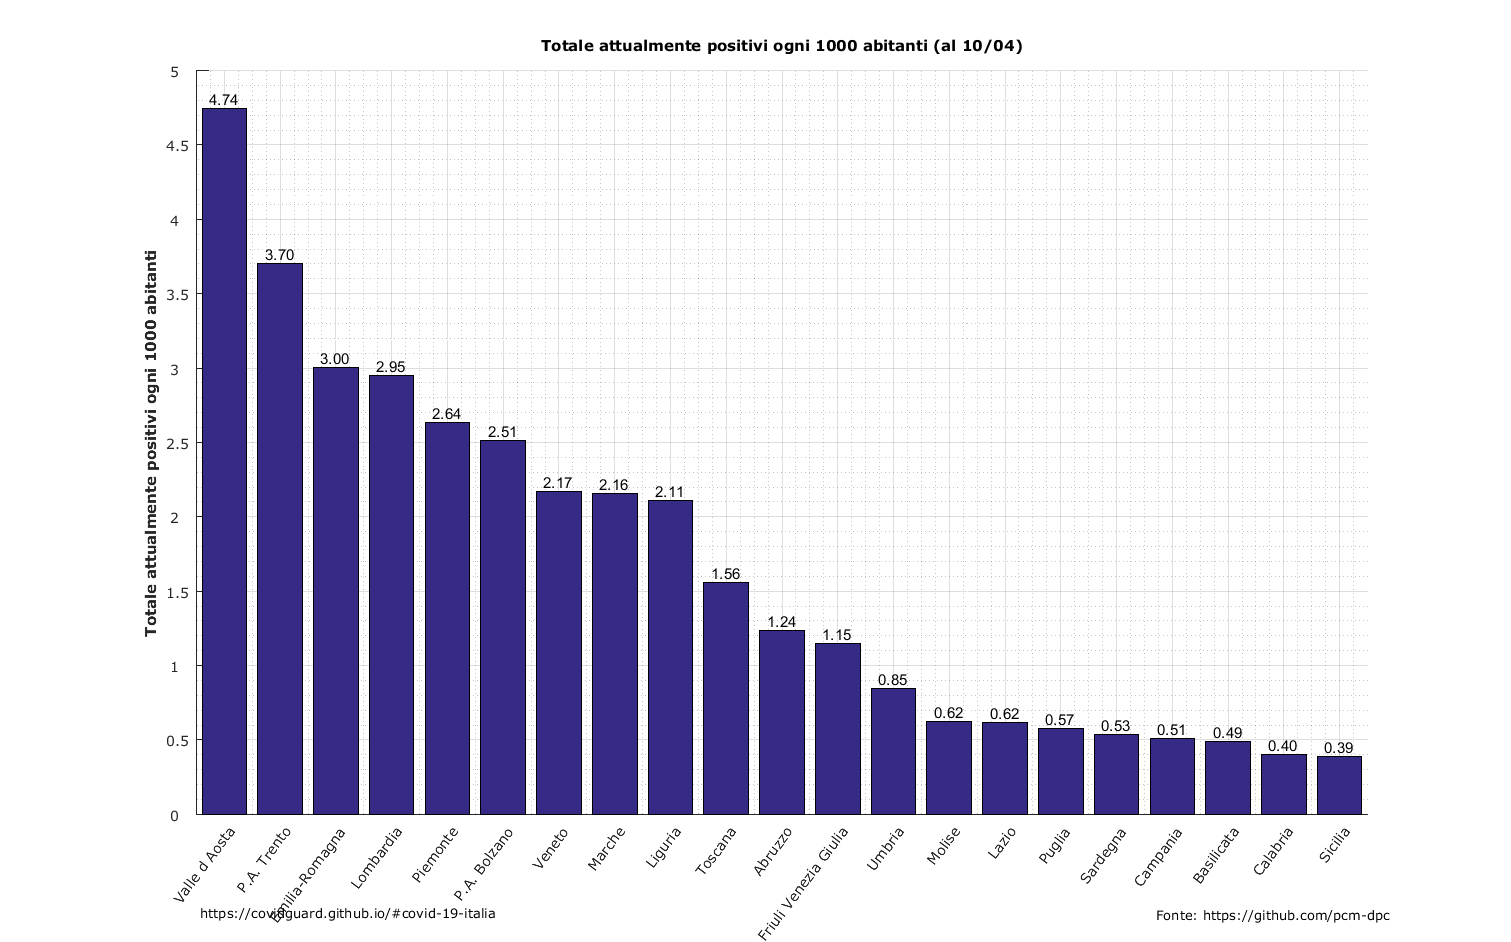 Totale attualmente positivi ogni 1000 abitanti (al 10/04)
Totale attualmente positivi ogni 1000 abitanti
5
4.5
4
3.5
3
2.5
2
1.5
1
0.5
0
4.74
3.70
3.00
2.95
2.64
2.51
2.17
2.16
2.11
1.56
1.24
1.15
0.85
0.62
0.62
0.57
0.53
0.51
0.49
0.40
0.39
Valle d Aosta
P.A. Trento
Emilia-Romagna
Lombardia
Piemonte
P.A. Bolzano
Veneto
Marche
Liguria
Toscana
Abruzzo
Friuli Venezia Giulia
Umbria
Molise
Lazio
Puglia
Sardegna
Campania
Basilicata
Calabria
Sicilia
https://covidguard.github.io/#covid-19-italia
Fonte: https://github.com/pcm-dpc